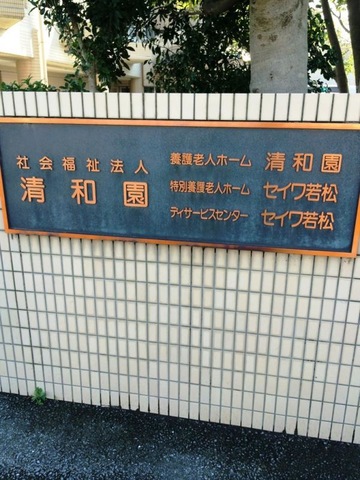 社会福祉法人
清和園
養護老人ホーム 清和園
特別養護老人ホーム セイワ若松
デイサービスセンター セイワ若松